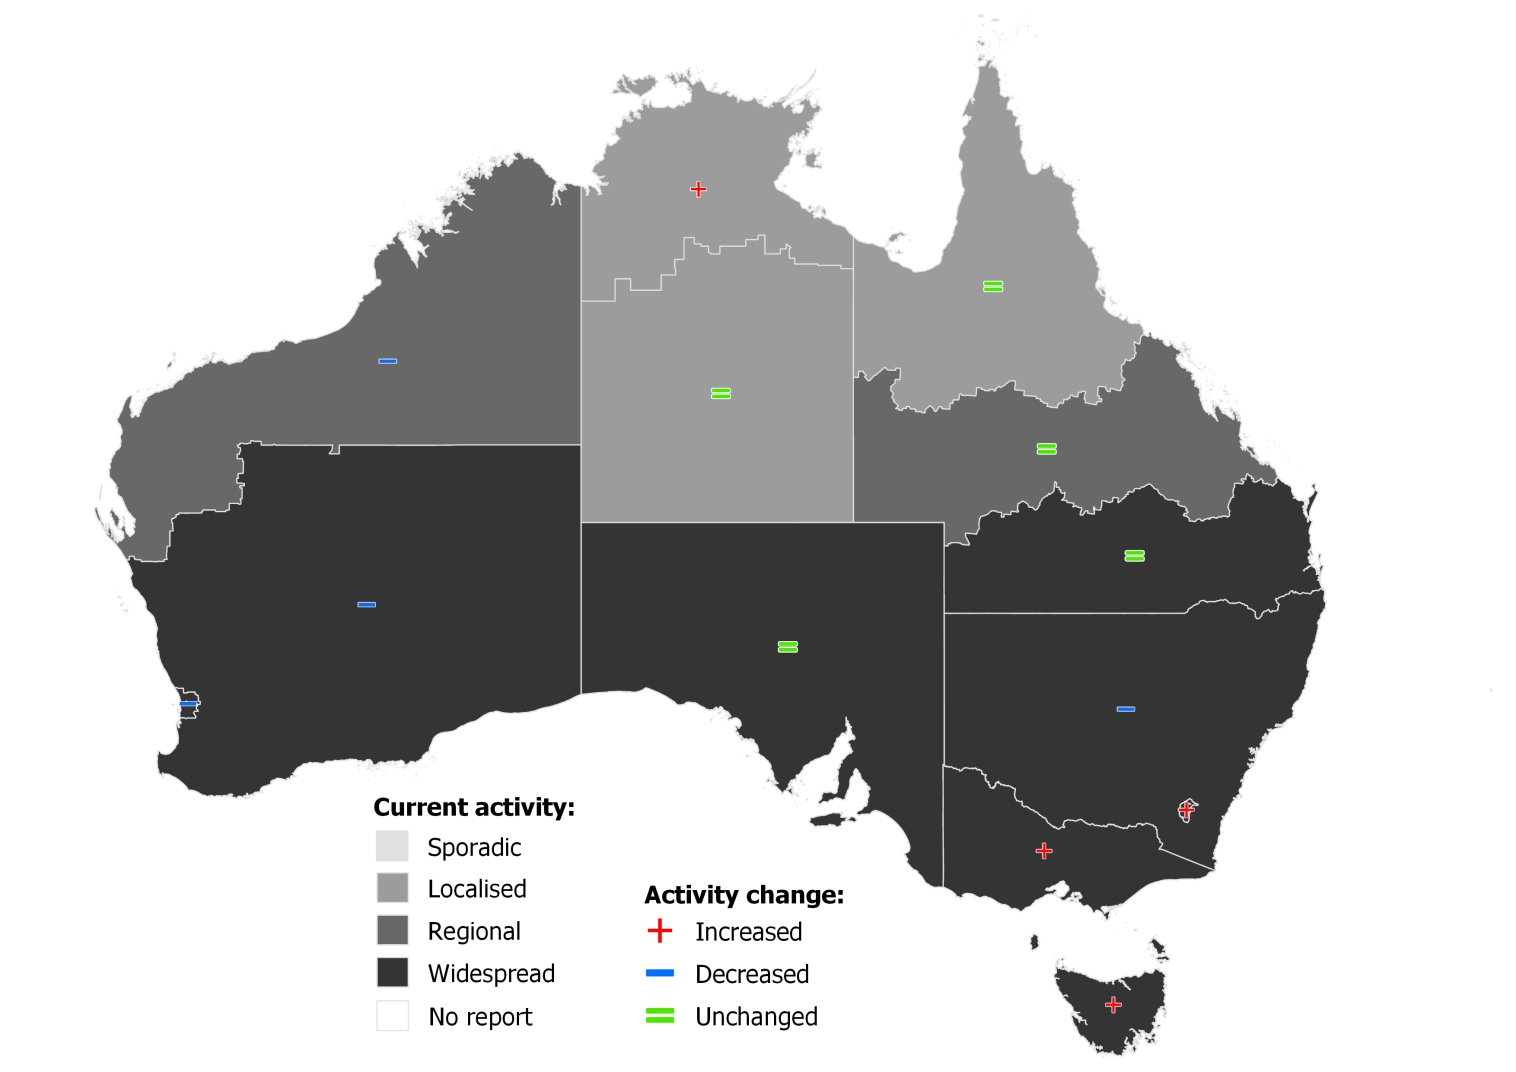 Current activity:
Sporadic
Localised
Regional
Widespread
No report
Activity change:
Increased
Decreased
Unchanged